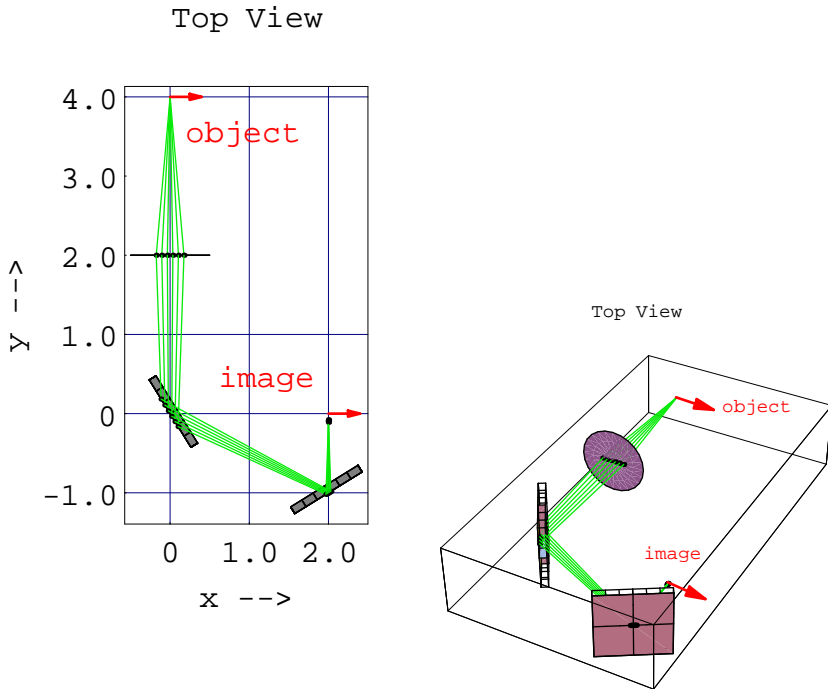 Top View
4.0
object
3.0
2.0
1.0
image
0
-1.0
0 1.0 2.0
x -->
y -->
Top View
object
image